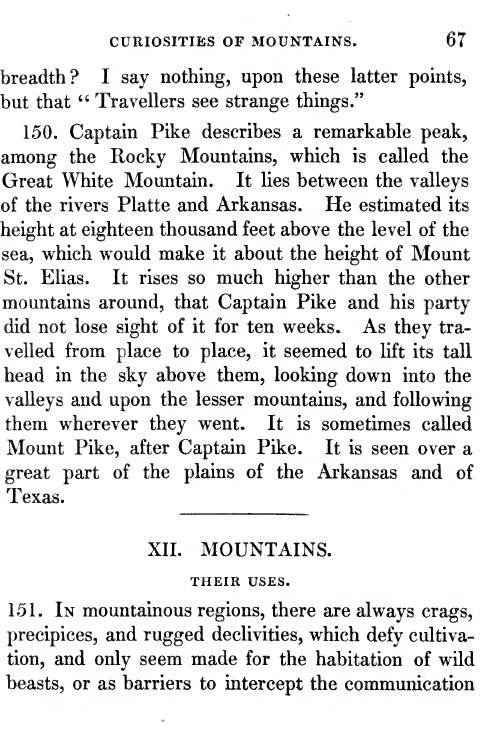 CURIOSITIES OF MOUNTAINS. 67
breadth? I say nothing, upon these latter points,
but that “Travellers see strange things.”
150. Captain Pike describes a remarkable peak,
among the Rocky Mountains, which is called the
Great White Mountain. It lies between the valleys
of the rivers Platte and Arkansas. He estimated its
height at eighteen thousand feet above the level of the
sea, which would make it about the height of Mount
St. Elias. It rises so much higher than the other
mountains around, that Captain Pike and his party
did not lose sight of it for ten weeks. As they tra-
velled from place to place, it seemed to lift its tall
head in the sky above them, looking down into the
valleys and upon the lesser mountains, and following
them wherever they went. It is sometimes called
Mount Pike, after Captain Pike. It is seen over a
great part of the plains of the Arkansas and of
Texas.
XII. MOUNTAINS.
THEIR USES.
151. IN mountainous regions, there are always crags,
precipices, and rugged declivities, which defy cultiva-
tion, and only seem made for the habitation of wild
beasts, or as barriers to intercept the communication